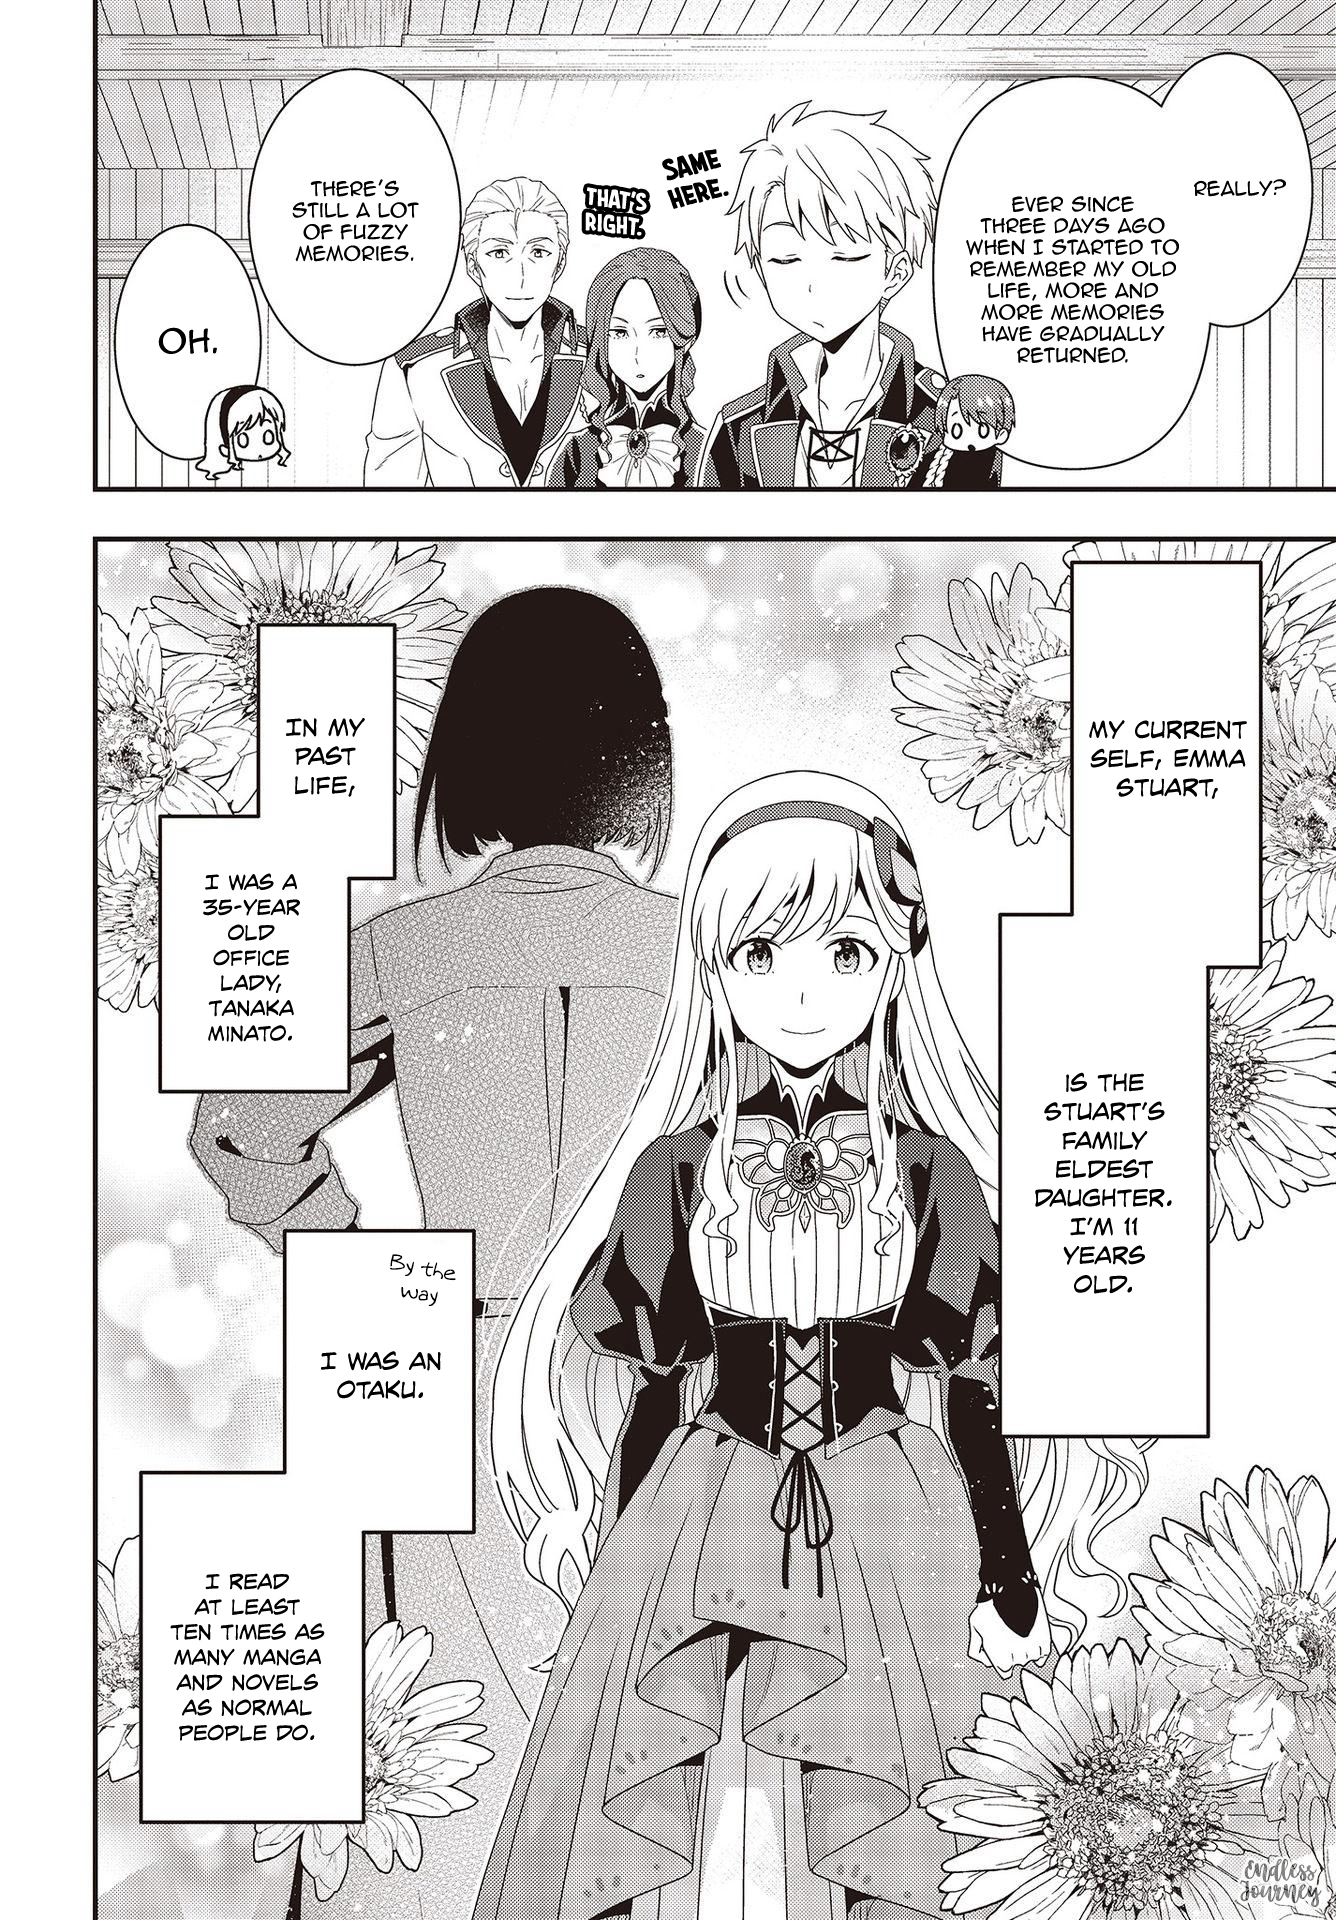 REALLY?
EVER SINCE
THREE DAYS AGO
WHEN I STARTED TO
REMEMBER MY OLD
LIFE, MORE AND
MORE MEMORIES
HAVE GRADUALLY
RETURNED.
SAME
HERE.
THAT'S
RIGHT.
THERE'S
STILL A LOT
OF FUZZY
MEMORIES.
OH.
MY CURRENT
SELF, EMMA
STUART,
IS THE
STUART'S
FAMILY
ELDEST
DAUGHTER.
I'M 11
YEARS
OLD.
IN MY
PAST
LIFE,
I WAS A
35-YEAR
OLD
OFFICE
LADY,
TANAKA
MINATO.
By the
way
I WAS AN
OTAKU.
I READ
AT LEAST
TEN TIMES AS
MANY MANGA
AND NOVELS
AS NORMAL
PEOPLE DO.
Endless
Journey